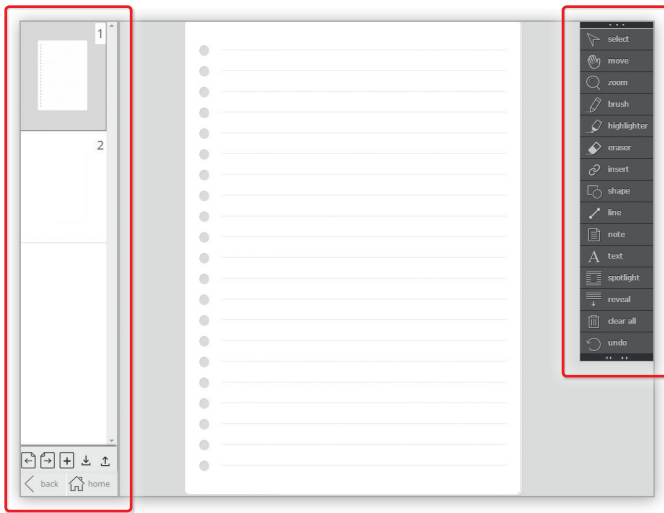 1
2
back
home
select
move
zoom
brush
highlighter
eraser
insert
shape
line
note
A text
spotlight
reveal
clear all
undo